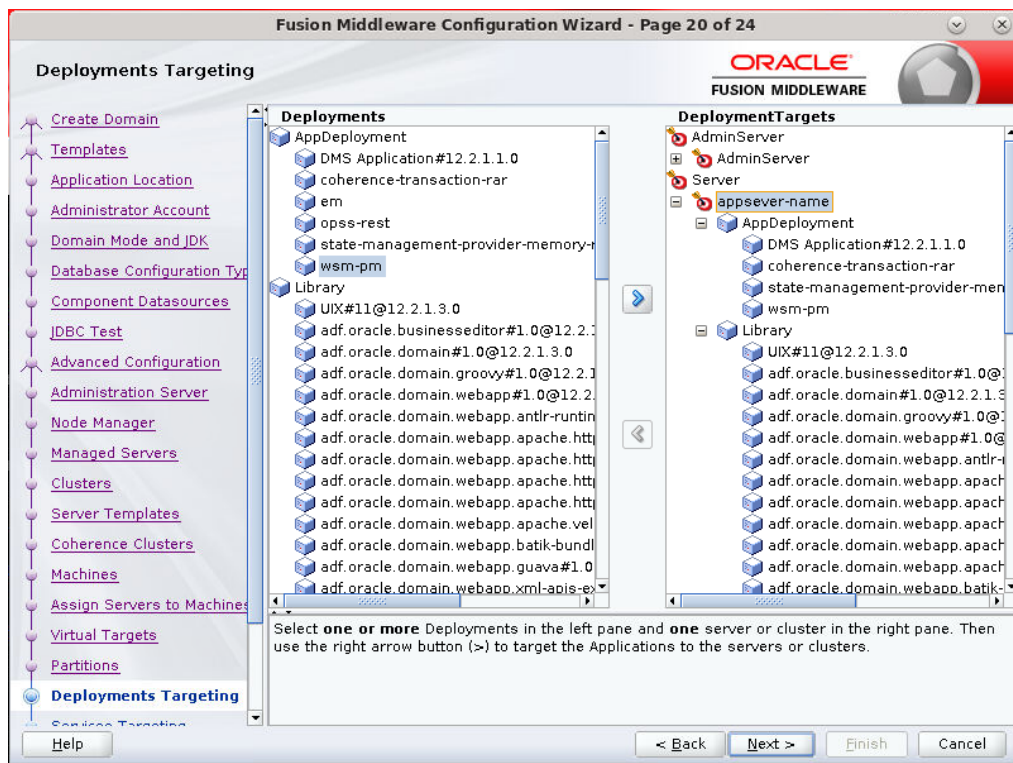 Fusion Middleware Configuration Wizard - Page 20 of 24
Deployments Targeting
ORACLE
FUSION MIDDLEWARE
Create Domain
Templates
Application Location
Administrator Account
Domain Mode and JDK
Database Configuration Typ
Component Datasources
JDBC Test
Advanced Configuration
Administration Server
Node Manager
Managed Servers
Clusters
Server Templates
Coherence Clusters
Machines
Assign Servers to Machines
Virtual Targets
Partitions
Deployments Targeting
Services Targeting
Deployments
AppDeployment
DMS Application#12.2.1.1.0
coherence-transaction-rar
em
opss-rest
state-management-provider-memory-r
wsm-pm
Library
UIX#11@12.2.1.3.0
adf.oracle.businesseditor#1.0@12.2.1
adf.oracle.domain#1.0@12.2.1.3.0
adf.oracle.domain.groovy#1.0@12.2.1
adf.oracle.domain.webapp#1.0@12.2.
adf.oracle.domain.webapp.antlr-runtin
adf.oracle.domain.webapp.apache.http
adf.oracle.domain.webapp.apache.http
adf.oracle.domain.webapp.apache.http
adf.oracle.domain.webapp.apache.http
adf.oracle.domain.webapp.apache.vel
adf.oracle.domain.webapp.batik-bundl
adf.oracle.domain.webapp.guava#1.0
adf.oracle.domain.webapp.xml-apis-ex
DeploymentTargets
AdminServer
AdminServer
Server
appsever-name
AppDeployment
DMS Application#12.2.1.1.0
coherence-transaction-rar
state-management-provider-mem
wsm-pm
Library
UIX#11@12.2.1.3.0
adf.oracle.businesseditor#1.0@1
adf.oracle.domain#1.0@12.2.1.3
adf.oracle.domain.groovy#1.0@1
adf.oracle.domain.webapp#1.0@
adf.oracle.domain.webapp.antlr-r
adf.oracle.domain.webapp.apach
adf.oracle.domain.webapp.apach
adf.oracle.domain.webapp.apach
adf.oracle.domain.webapp.apach
adf.oracle.domain.webapp.apach
adf.oracle.domain.webapp.batik-
Select one or more Deployments in the left pane and one server or cluster in the right pane. Then
use the right arrow button (>) to target the Applications to the servers or clusters.
Help
< Back
Next >
Finish
Cancel